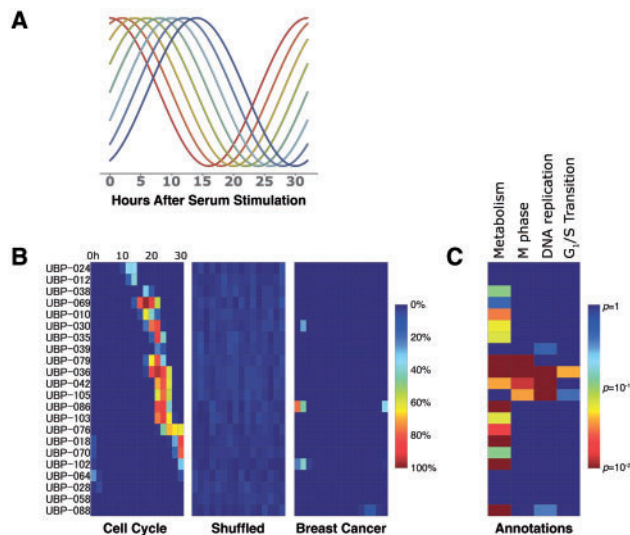 A
0 5 10 15 20 25 30
Hours After Serum Stimulation
B
0h 10 20 30
UBP-024
UBP-012
UBP-038
UBP-069
UBP-010
UBP-030
UBP-035
UBP-039
UBP-079
UBP-036
UBP-042
UBP-105
UBP-086
UBP-103
UBP-076
UBP-018
UBP-070
UBP-102
UBP-064
UBP-028
UBP-058
UBP-088
Cell Cycle Shuffled Breast Cancer
0%
20%
40%
60%
80%
100%
C
Metabolism
M phase
DNA replication
G₁/S Transition
p=1
p=10⁻¹
p=10⁻²
Annotations